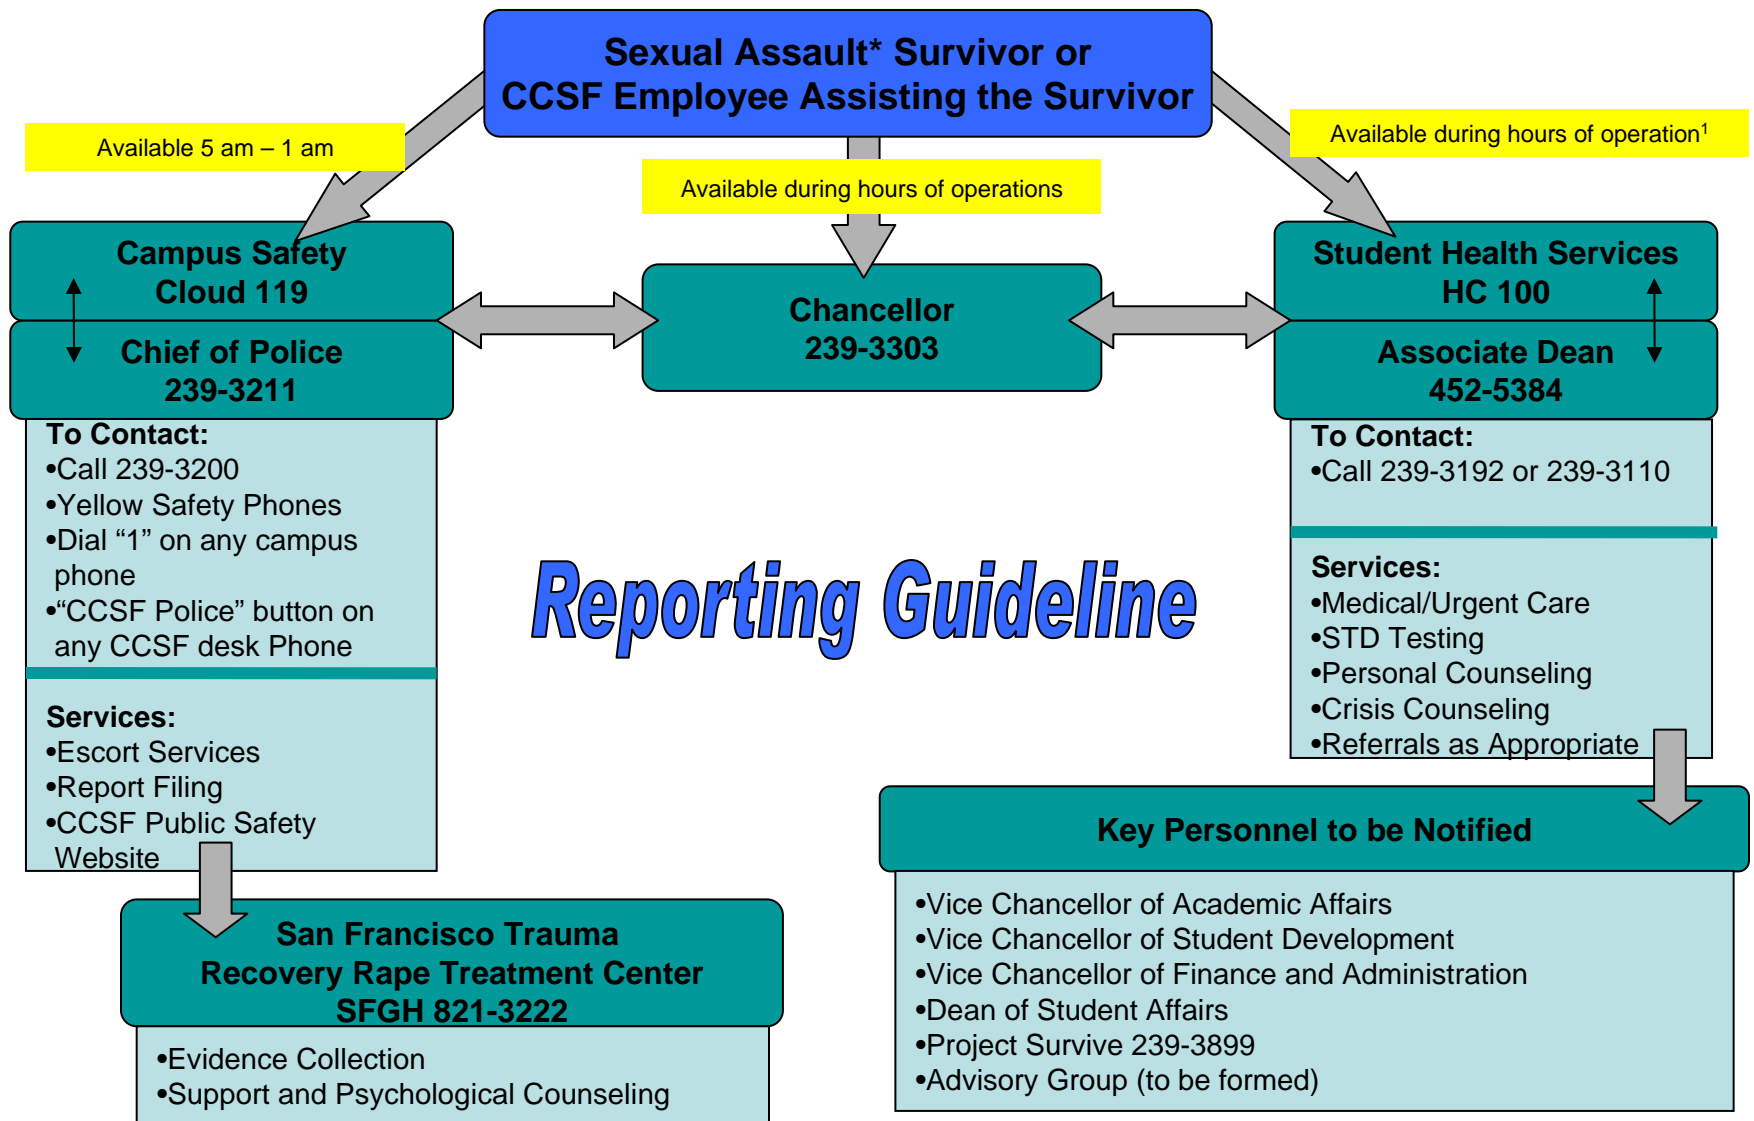 Sexual Assault* Survivor or
CCSF Employee Assisting the Survivor
Available 5 am – 1 am
Available during hours of operations
Available during hours of operation¹
Campus Safety
Cloud 119
Chief of Police
239-3211
To Contact:
•Call 239-3200
•Yellow Safety Phones
•Dial “1” on any campus
phone
•“CCSF Police” button on
any CCSF desk Phone
Services:
•Escort Services
•Report Filing
•CCSF Public Safety
Website
Chancellor
239-3303
Student Health Services
HC 100
Associate Dean
452-5384
To Contact:
•Call 239-3192 or 239-3110
Services:
•Medical/Urgent Care
•STD Testing
•Personal Counseling
•Crisis Counseling
•Referrals as Appropriate
Reporting Guideline
San Francisco Trauma
Recovery Rape Treatment Center
SFGH 821-3222
•Evidence Collection
•Support and Psychological Counseling
Key Personnel to be Notified
•Vice Chancellor of Academic Affairs
•Vice Chancellor of Student Development
•Vice Chancellor of Finance and Administration
•Dean of Student Affairs
•Project Survive 239-3899
•Advisory Group (to be formed)